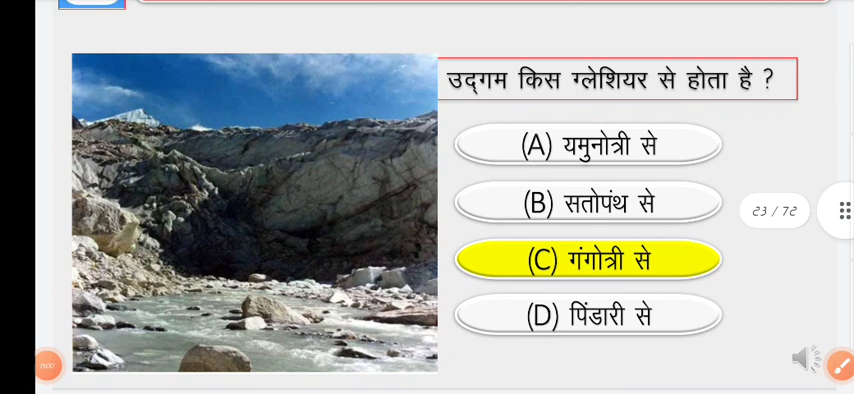 उद्गम किस ग्लेशियर से होता है ?
(A) यमुनोत्री से
(B) सतोपंथ से
23 / 72
(C) गंगोत्री से
(D) पिंडारी से